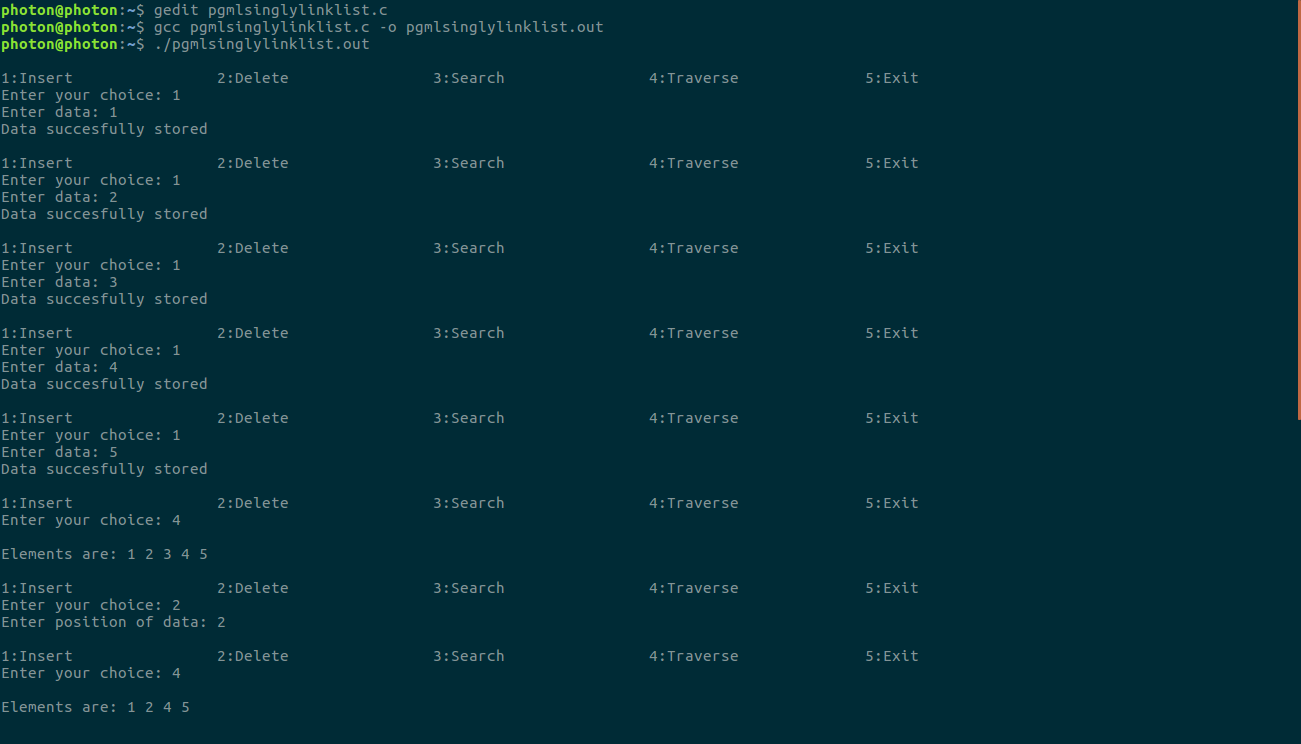 photon@photon:~$ gedit pgmlsinglylinklist.c
photon@photon:~$ gcc pgmlsinglylinklist.c -o pgmlsinglylinklist.out
photon@photon:~$ ./pgmlsinglylinklist.out
1:Insert 2:Delete 3:Search 4:Traverse 5:Exit
Enter your choice: 1
Enter data: 1
Data succesfully stored
1:Insert 2:Delete 3:Search 4:Traverse 5:Exit
Enter your choice: 1
Enter data: 2
Data succesfully stored
1:Insert 2:Delete 3:Search 4:Traverse 5:Exit
Enter your choice: 1
Enter data: 3
Data succesfully stored
1:Insert 2:Delete 3:Search 4:Traverse 5:Exit
Enter your choice: 1
Enter data: 4
Data succesfully stored
1:Insert 2:Delete 3:Search 4:Traverse 5:Exit
Enter your choice: 1
Enter data: 5
Data succesfully stored
1:Insert 2:Delete 3:Search 4:Traverse 5:Exit
Enter your choice: 4
Elements are: 1 2 3 4 5
1:Insert 2:Delete 3:Search 4:Traverse 5:Exit
Enter your choice: 2
Enter position of data: 2
1:Insert 2:Delete 3:Search 4:Traverse 5:Exit
Enter your choice: 4
Elements are: 1 2 4 5